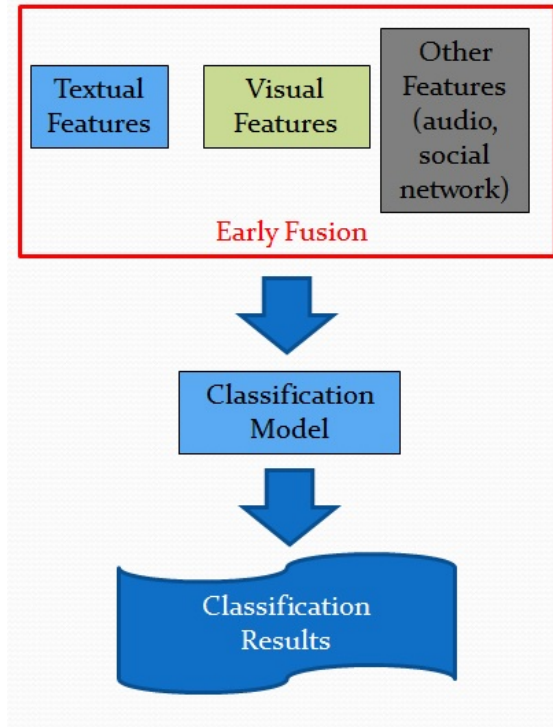 Textual
Features
Visual
Features
Other
Features
(audio,
social
network)
Early Fusion
Classification
Model
Classification
Results